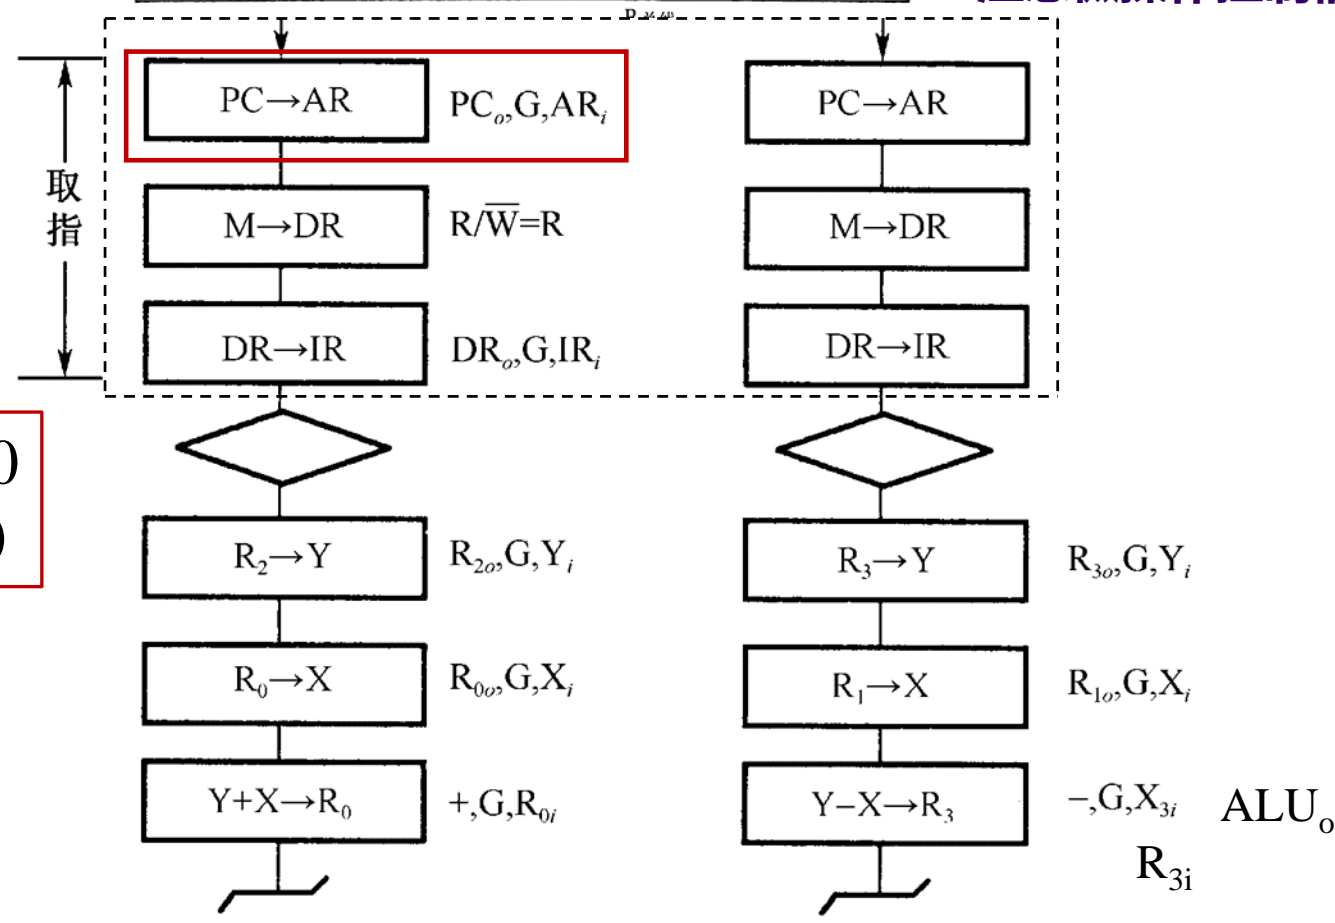 PC→AR PCₒ,G,ARᵢ PC→AR
取指
M→DR R/W̅=R M→DR
DR→IR DRₒ,G,IRᵢ DR→IR
0
)
R₂→Y R₂ₒ,G,Yᵢ R₃→Y R₃ₒ,G,Yᵢ
R₀→X R₀ₒ,G,Xᵢ R₁→X R₁ₒ,G,Xᵢ
Y+X→R₀ +,G,R₀ᵢ Y−X→R₃ −,G,X₃ᵢ ALUₒ
R₃ᵢ